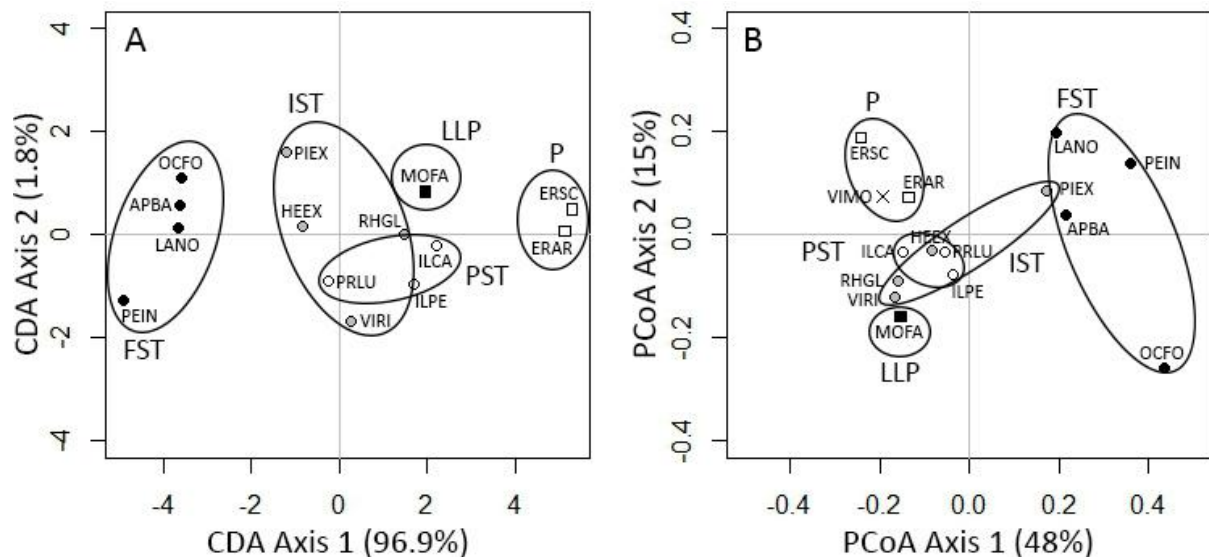 A
IST
LLP
P
PIEX
MOFA
ERSC
ERAR
OCFO
APBA
LANO
HEEX
RHGL
ILCA
PRLU
ILPE
PST
VIRI
PEIN
FST
4
2
0
-2
-4
-4
-2
0
2
4
CDA Axis 1 (96.9%)
CDA Axis 2 (1.8%)
B
P
FST
ERSC
LANO
PEIN
VIMO
ERAR
PIEX
APBA
PST
ILCA
HEEX
PRLU
IST
RHGL
ILPE
VIRI
MOFA
LLP
OCFO
0.4
0.2
0.0
-0.2
-0.4
-0.4
-0.2
0.0
0.2
0.4
PCoA Axis 1 (48%)
PCoA Axis 2 (15%)